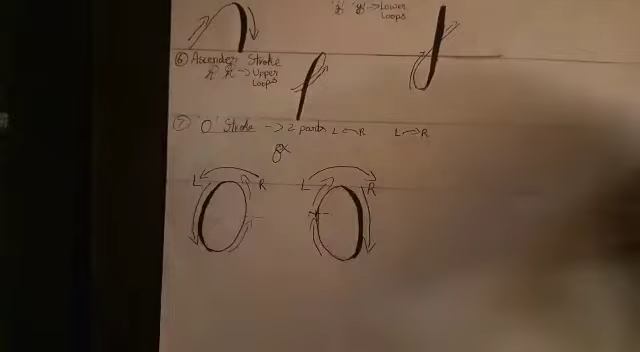 'j' 'y' → Lower
Loops
⑥ Ascender Stroke
→ Upper
Loops
⑦ 'O' Stroke → 2 parts L ← R L → R
L R L R